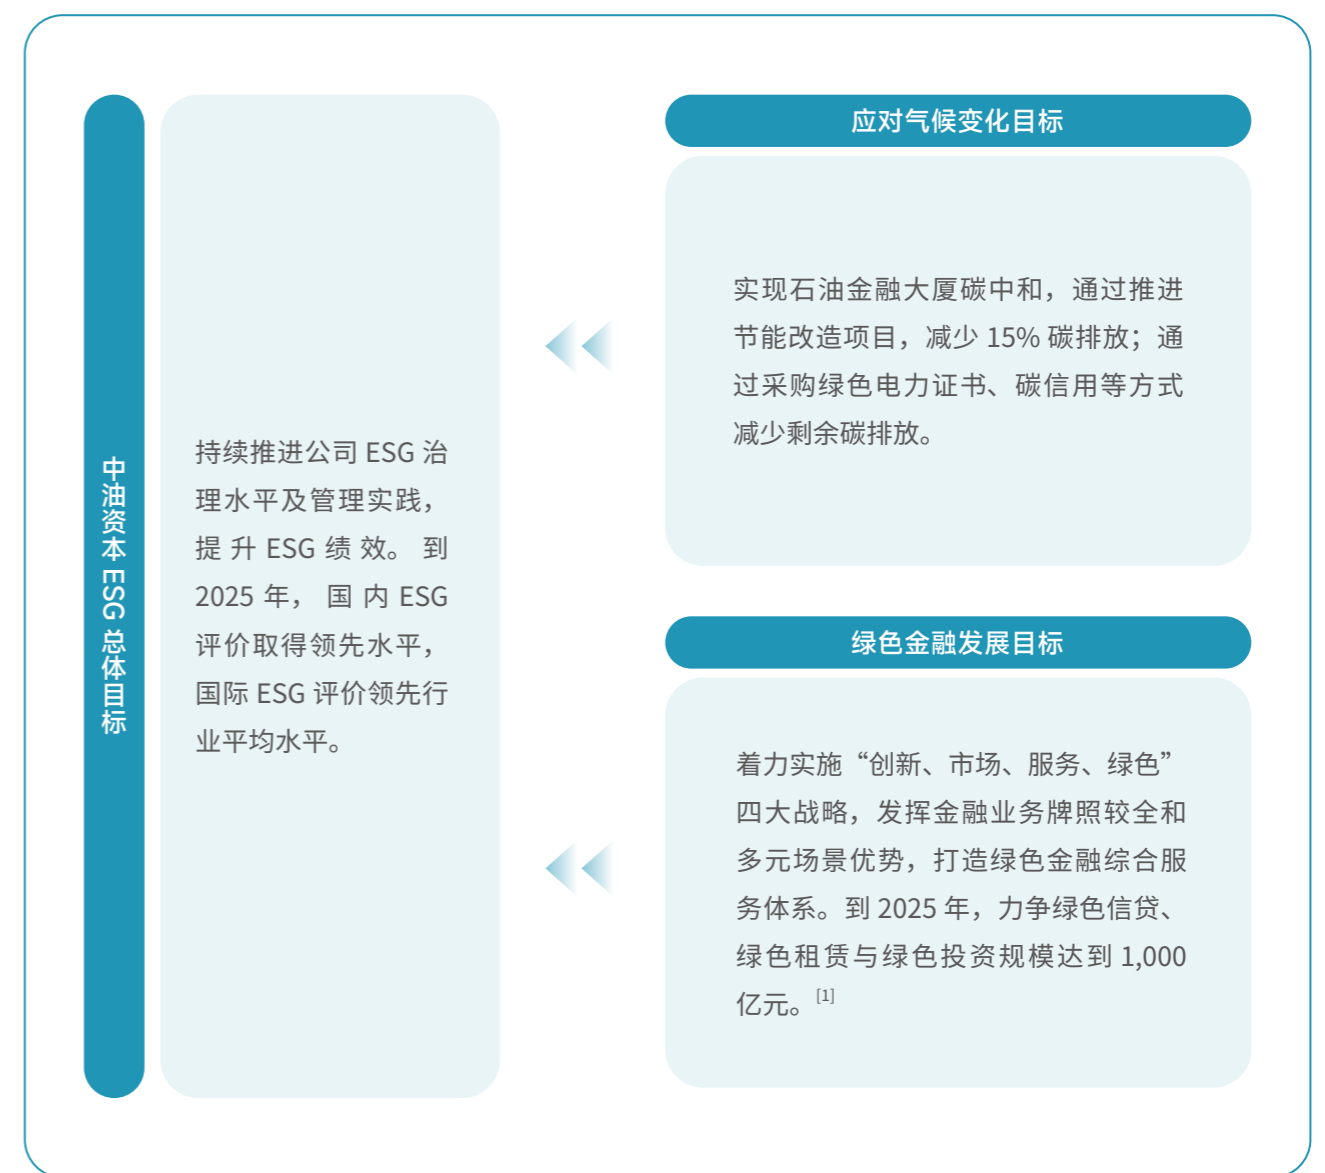 中油资本 ESG 总体目标
持续推进公司 ESG 治
理水平及管理实践，
提升 ESG 绩效。到
2025 年，国内 ESG
评价取得领先水平，
国际 ESG 评价领先行
业平均水平。
应对气候变化目标
实现石油金融大厦碳中和，通过推进
节能改造项目，减少 15% 碳排放；通
过采购绿色电力证书、碳信用等方式
减少剩余碳排放。
绿色金融发展目标
着力实施“创新、市场、服务、绿色”
四大战略，发挥金融业务牌照较全和
多元场景优势，打造绿色金融综合服
务体系。到 2025 年，力争绿色信贷、
绿色租赁与绿色投资规模达到 1,000
亿元。[1]